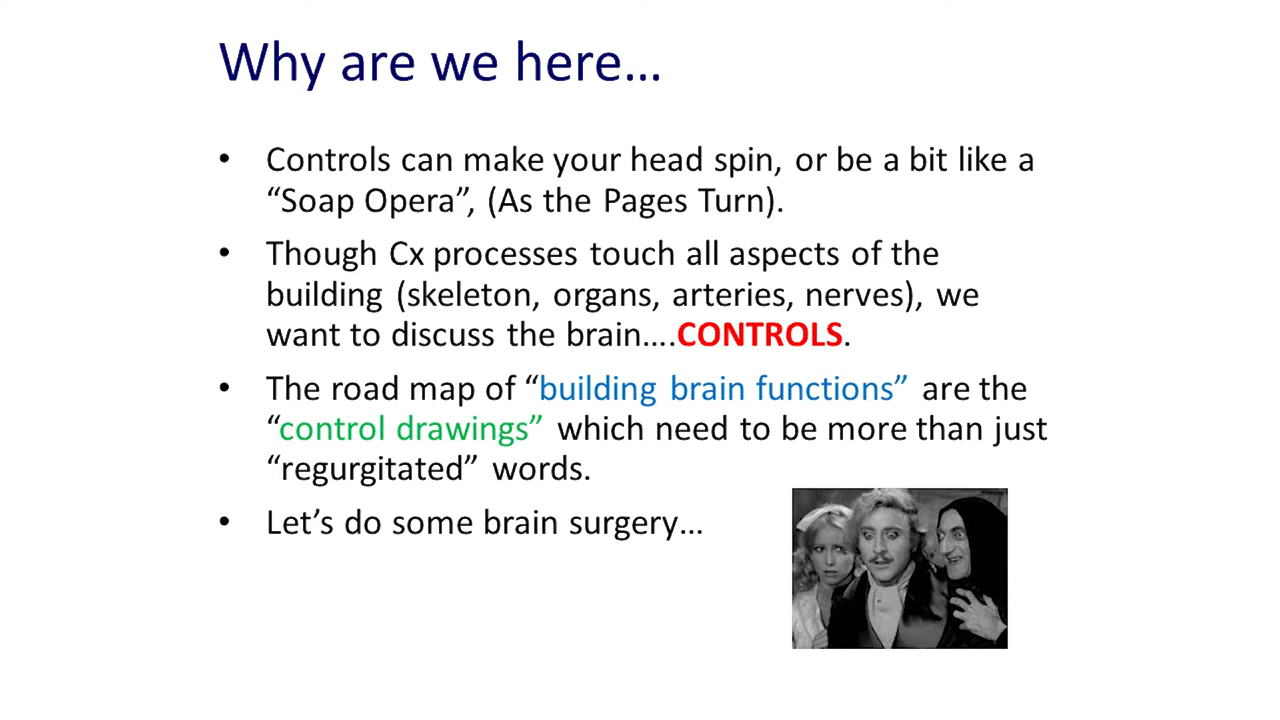 Why are we here…
• Controls can make your head spin, or be a bit like a
“Soap Opera”, (As the Pages Turn).
• Though Cx processes touch all aspects of the
building (skeleton, organs, arteries, nerves), we
want to discuss the brain….CONTROLS.
• The road map of “building brain functions” are the
“control drawings” which need to be more than just
“regurgitated” words.
• Let’s do some brain surgery…